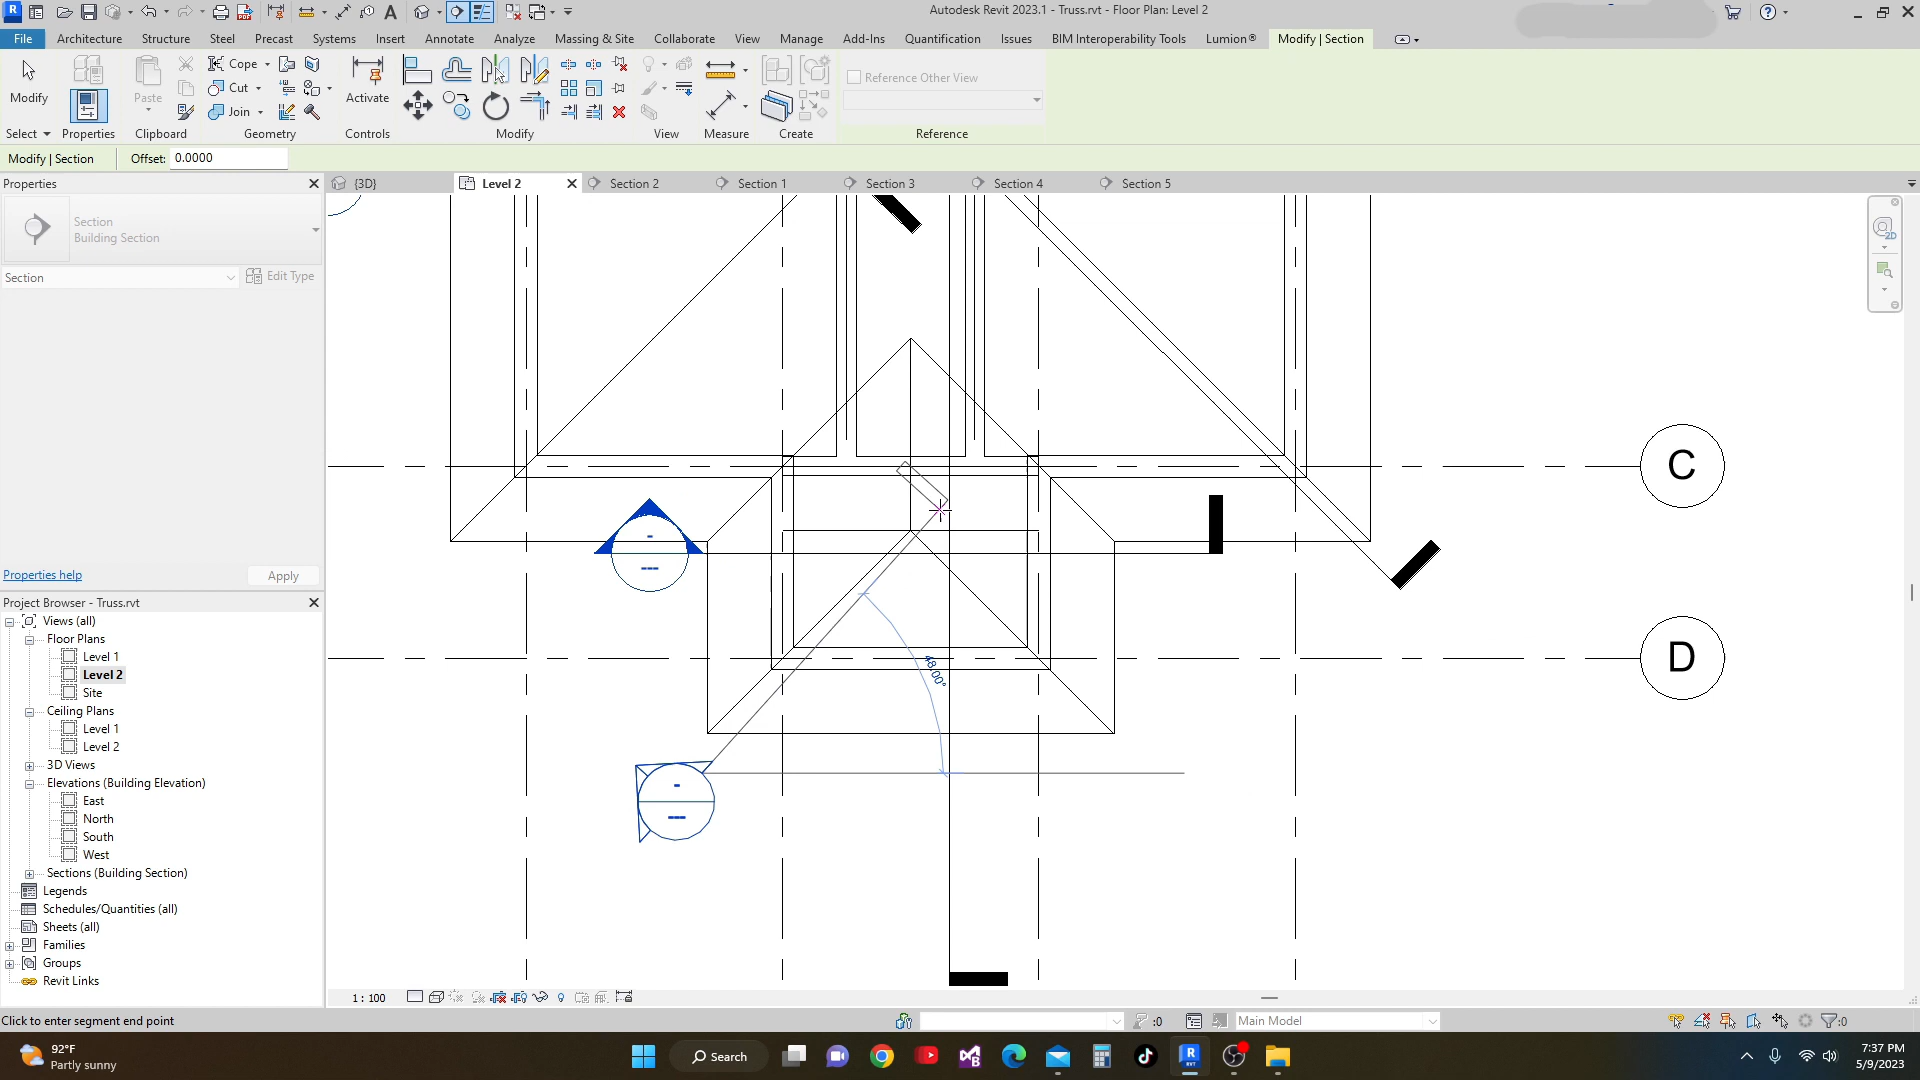 Autodesk Revit 2023.1 - Truss.rvt - Floor Plan: Level 2
File Architecture Structure Steel Precast Systems Insert Annotate Analyze Massing & Site Collaborate View Manage Add-Ins Quantification Issues BIM Interoperability Tools Lumion® Modify | Section
Modify
Select
Properties
Paste
Clipboard
Cope
Cut
Join
Geometry
Activate
Controls
Modify
View
Measure
Create
Reference Other View
Reference
Modify | Section Offset: 0.0000
Properties
{3D} Level 2 Section 2 Section 1 Section 3 Section 4 Section 5
Section
Building Section
Section Edit Type
Properties help Apply
Project Browser - Truss.rvt
Views (all)
Floor Plans
Level 1
Level 2
Site
Ceiling Plans
Level 1
Level 2
3D Views
Elevations (Building Elevation)
East
North
South
West
Sections (Building Section)
Legends
Schedules/Quantities (all)
Sheets (all)
Families
Groups
Revit Links
2D
C
D
-
---
-
---
48.00°
1 : 100
Click to enter segment end point
:0
Main Model
:0
92°F
Partly sunny
Search
7:37 PM
5/9/2023